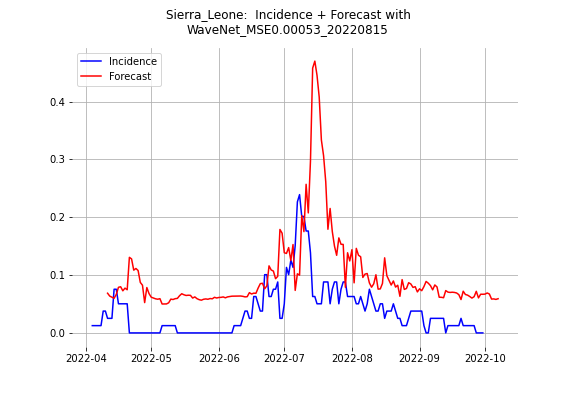 Sierra_Leone:  Incidence + Forecast with
WaveNet_MSE0.00053_20220815
Incidence
Forecast
0.4
0.3
0.2
0.1
0.0
2022-04 2022-05 2022-06 2022-07 2022-08 2022-09 2022-10